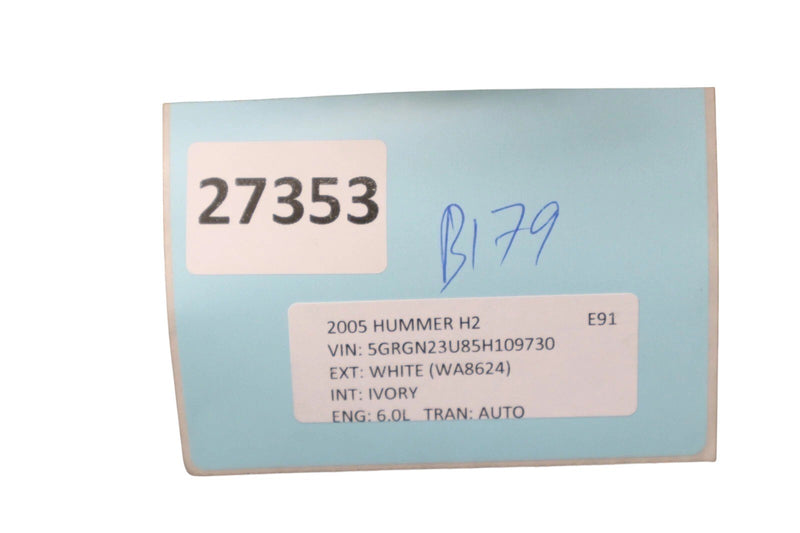 27353
B179
2005 HUMMER H2 E91
VIN: 5GRGN23U85H109730
EXT: WHITE (WA8624)
INT: IVORY
ENG: 6.0L TRAN: AUTO